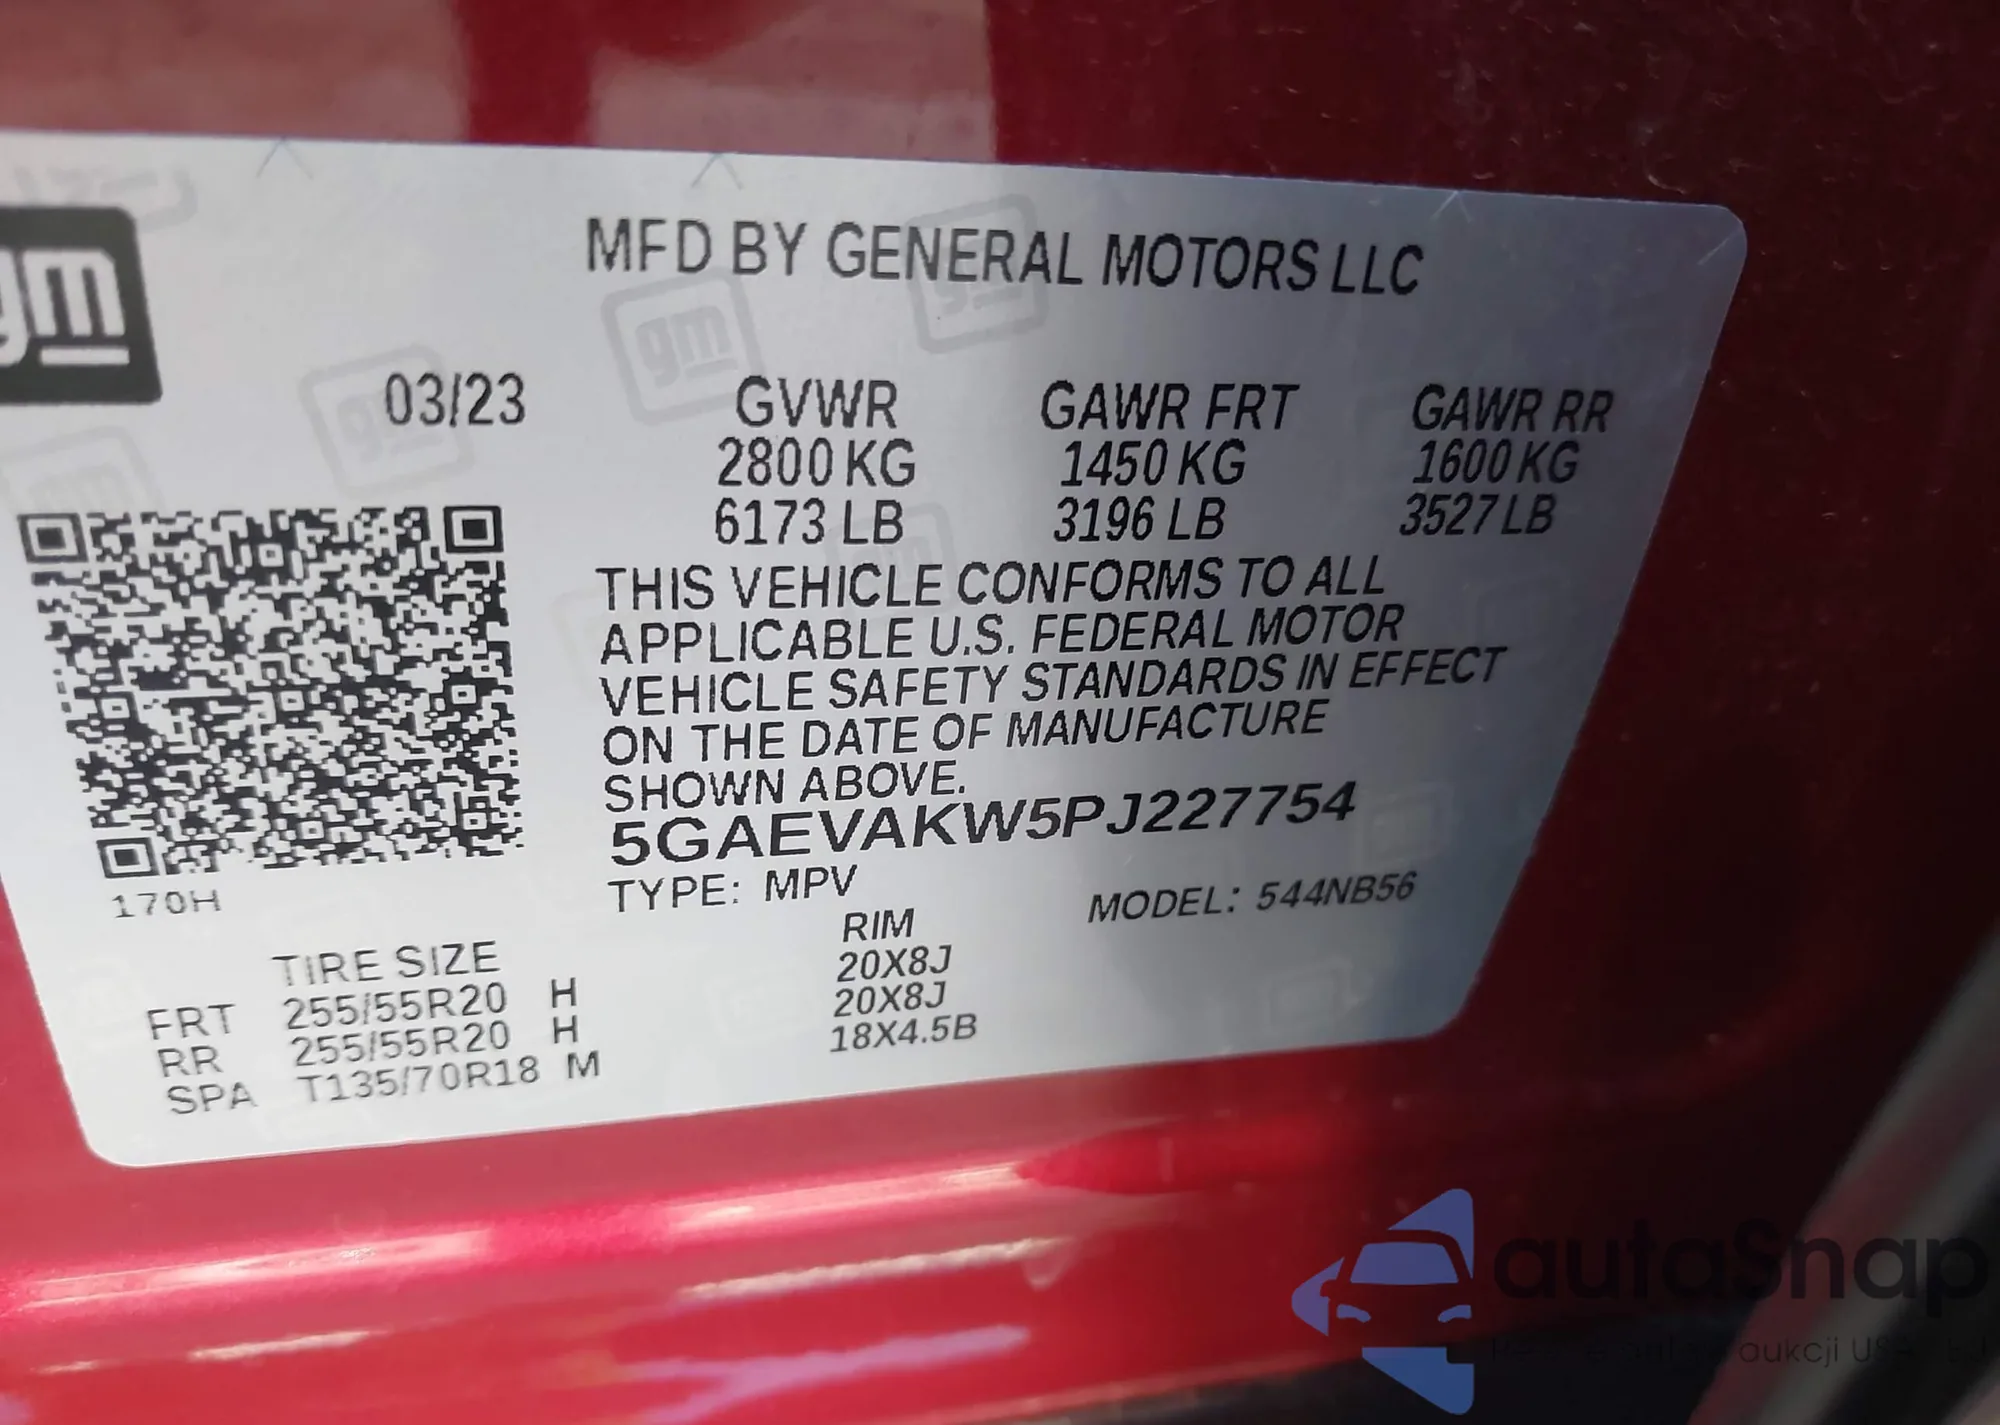 gm
MFD BY GENERAL MOTORS LLC
03/23 GVWR GAWR FRT GAWR RR
2800 KG 1450 KG 1600 KG
6173 LB 3196 LB 3527 LB
THIS VEHICLE CONFORMS TO ALL
APPLICABLE U.S. FEDERAL MOTOR
VEHICLE SAFETY STANDARDS IN EFFECT
ON THE DATE OF MANUFACTURE
SHOWN ABOVE.
5GAEVAKW5PJ227754
170H
TYPE: MPV MODEL: 544NB56
TIRE SIZE RIM
FRT 255/55R20 H 20X8J
RR 255/55R20 H 20X8J
SPA T135/70R18 M 18X4.5B
autaSnap
aukcji